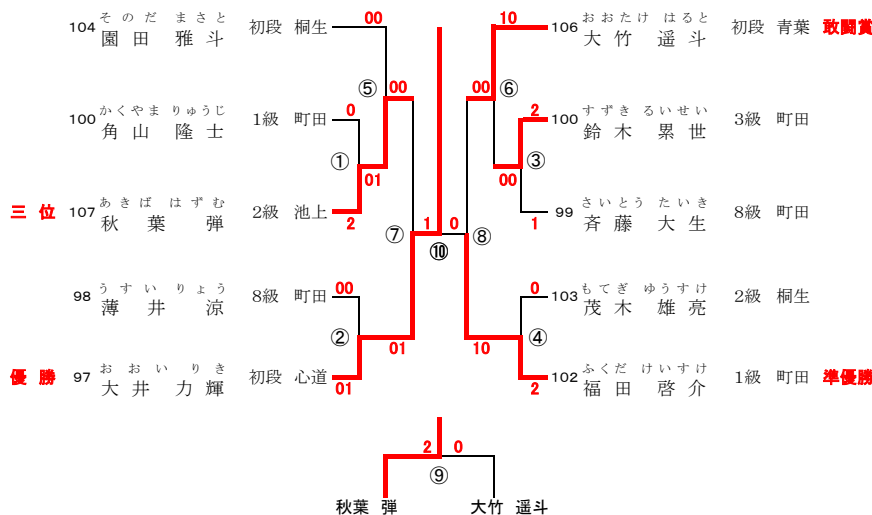 104 そのだ まさと 園田 雅斗 初段 桐生
00
10
106 おおたけ はると 大竹 遥斗 初段 青葉 敢闘賞
⑤ 00
00 ⑥
100 かくやま りゅうじ 角山 隆士 1級 町田
0
2
100 すずき るいせい 鈴木 累世 3級 町田
① 01
00 ③
三位 107 あきば はずむ 秋葉 弾 2級 池上
2
1
99 さいとう たいき 斉藤 大生 8級 町田
⑦ 1 ⑩ 0 ⑧
98 うすい りょう 薄井 涼 8級 町田
00
0
103 もてぎ ゆうすけ 茂木 雄亮 2級 桐生
② 01
10 ④
優勝 97 おおい りき 大井 力輝 初段 心道
01
2
102 ふくだ けいすけ 福田 啓介 1級 町田 準優勝
2 ⑨ 0
秋葉 弾 大竹 遥斗